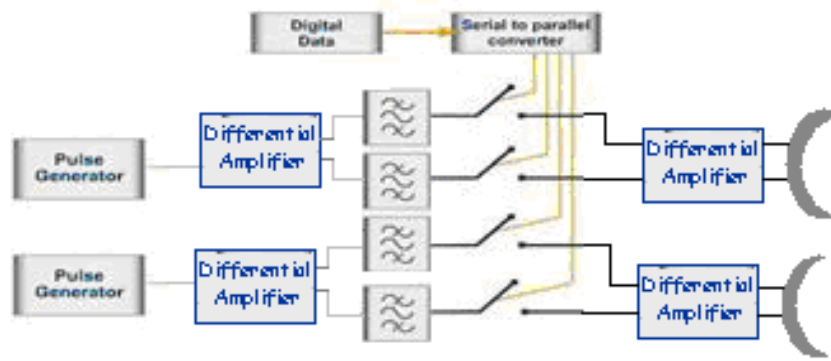 Digital
Data
Serial to parallel
converter
Differential
Amplifier
Pulse
Generator
Differential
Amplifier
Differential
Amplifier
Pulse
Generator
Differential
Amplifier